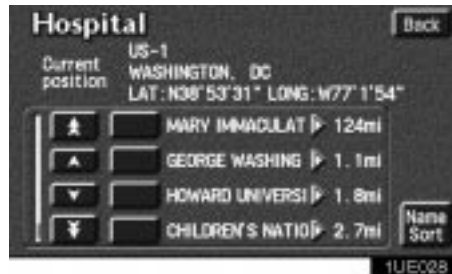 Hospital Back
US-1
Current position WASHINGTON, DC
LAT:N38°53'31" LONG:W77°1'54"
MARY IMMACULAT 124mi
GEORGE WASHING 1.1mi
HOWARD UNIVERSI 1.8mi
CHILDREN'S NATIO 2.7mi
Name Sort
1UE028